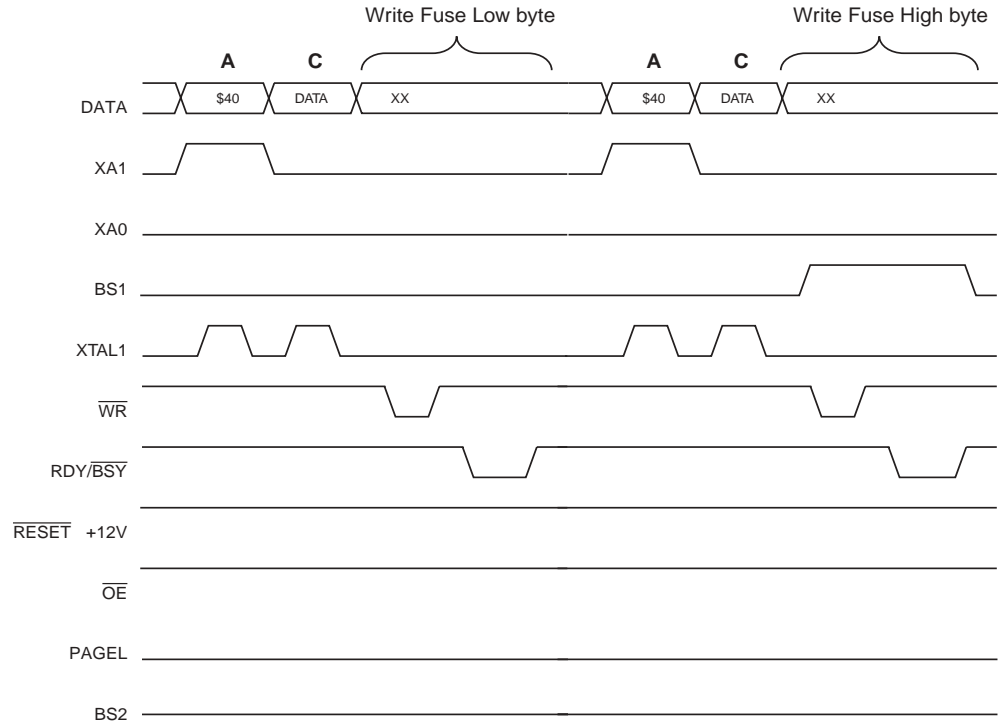 Write Fuse Low byte Write Fuse High byte
A C A C
DATA $40 DATA XX $40 DATA XX
XA1
XA0
BS1
XTAL1
WR
RDY/BSY
RESET +12V
OE
PAGEL
BS2